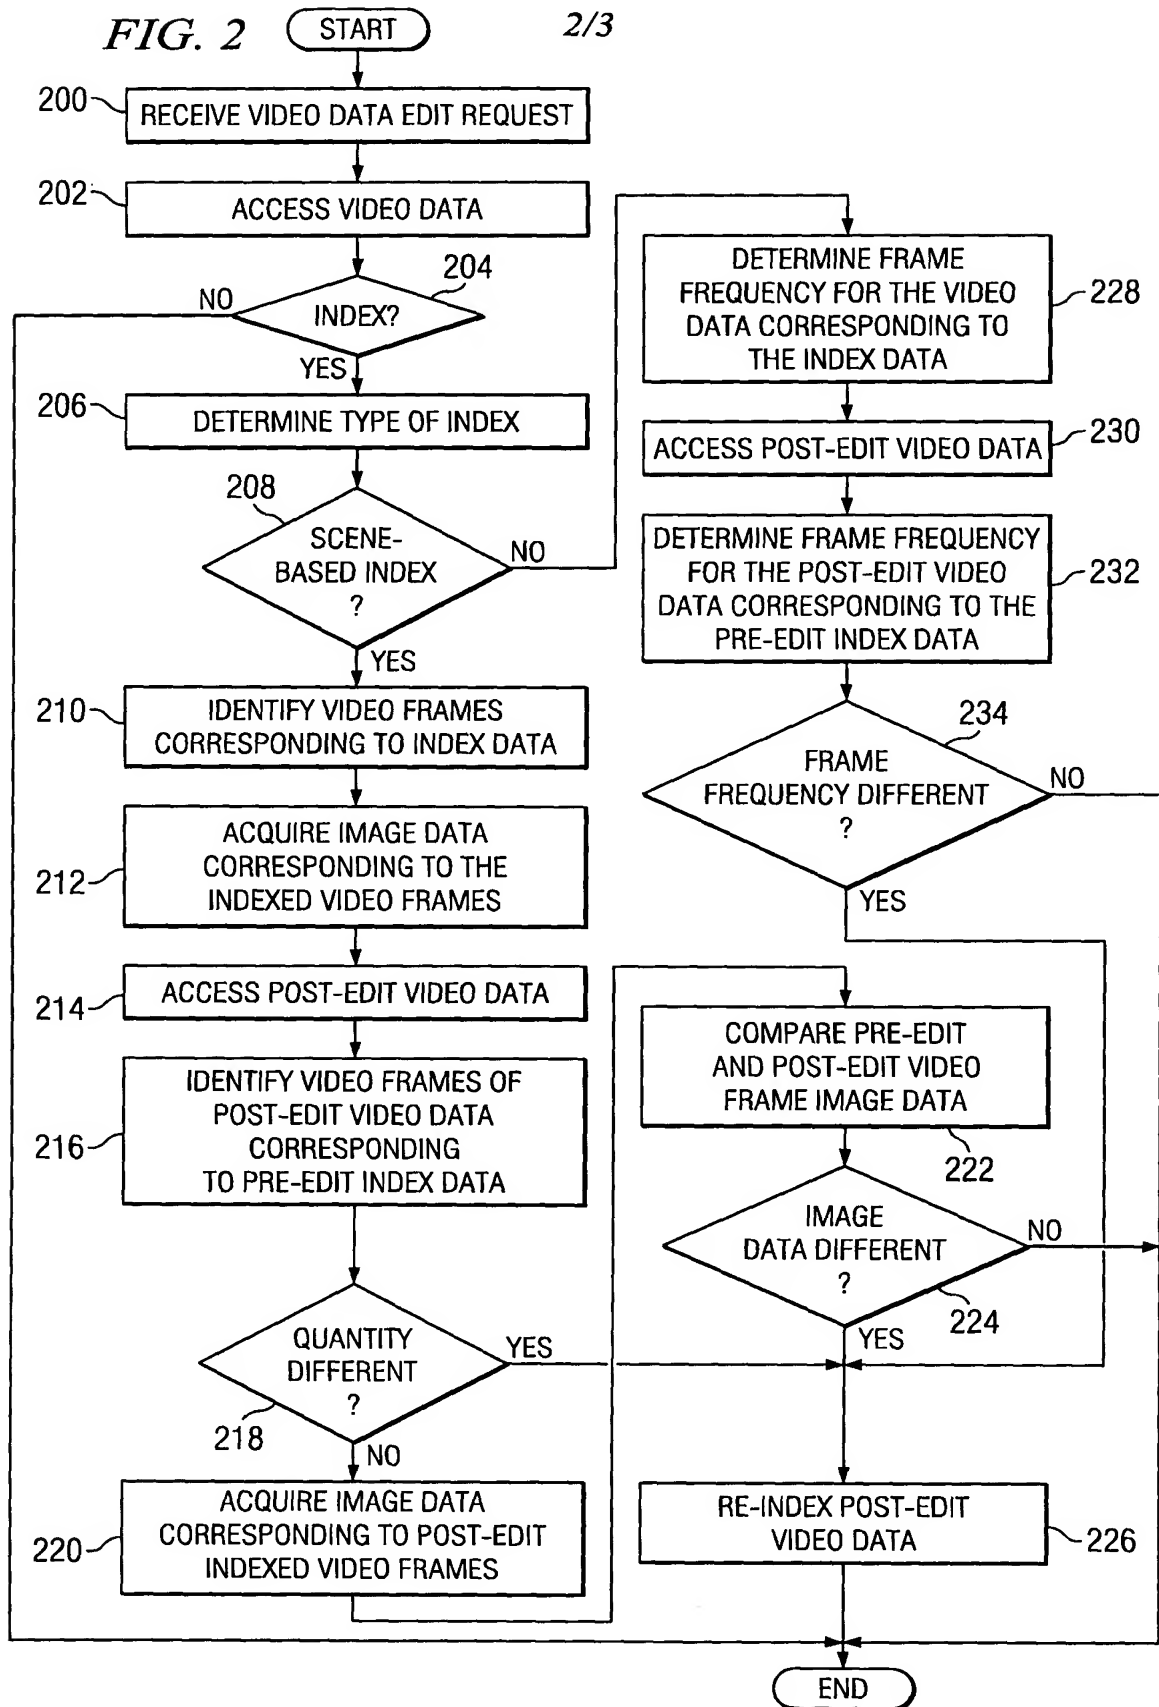 FIG. 2
START
2/3
200
RECEIVE VIDEO DATA EDIT REQUEST
202
ACCESS VIDEO DATA
204
NO
INDEX?
YES
206
DETERMINE TYPE OF INDEX
208
SCENE-
BASED INDEX
?
NO
YES
210
IDENTIFY VIDEO FRAMES
CORRESPONDING TO INDEX DATA
212
ACQUIRE IMAGE DATA
CORRESPONDING TO THE
INDEXED VIDEO FRAMES
214
ACCESS POST-EDIT VIDEO DATA
216
IDENTIFY VIDEO FRAMES OF
POST-EDIT VIDEO DATA
CORRESPONDING
TO PRE-EDIT INDEX DATA
QUANTITY
DIFFERENT
?
YES
218
NO
220
ACQUIRE IMAGE DATA
CORRESPONDING TO POST-EDIT
INDEXED VIDEO FRAMES
DETERMINE FRAME
FREQUENCY FOR THE VIDEO
DATA CORRESPONDING TO
THE INDEX DATA
228
ACCESS POST-EDIT VIDEO DATA
230
DETERMINE FRAME FREQUENCY
FOR THE POST-EDIT VIDEO
DATA CORRESPONDING TO THE
PRE-EDIT INDEX DATA
232
234
FRAME
FREQUENCY DIFFERENT
?
NO
YES
COMPARE PRE-EDIT
AND POST-EDIT VIDEO
FRAME IMAGE DATA
222
IMAGE
DATA DIFFERENT
?
NO
224
YES
RE-INDEX POST-EDIT
VIDEO DATA
226
END